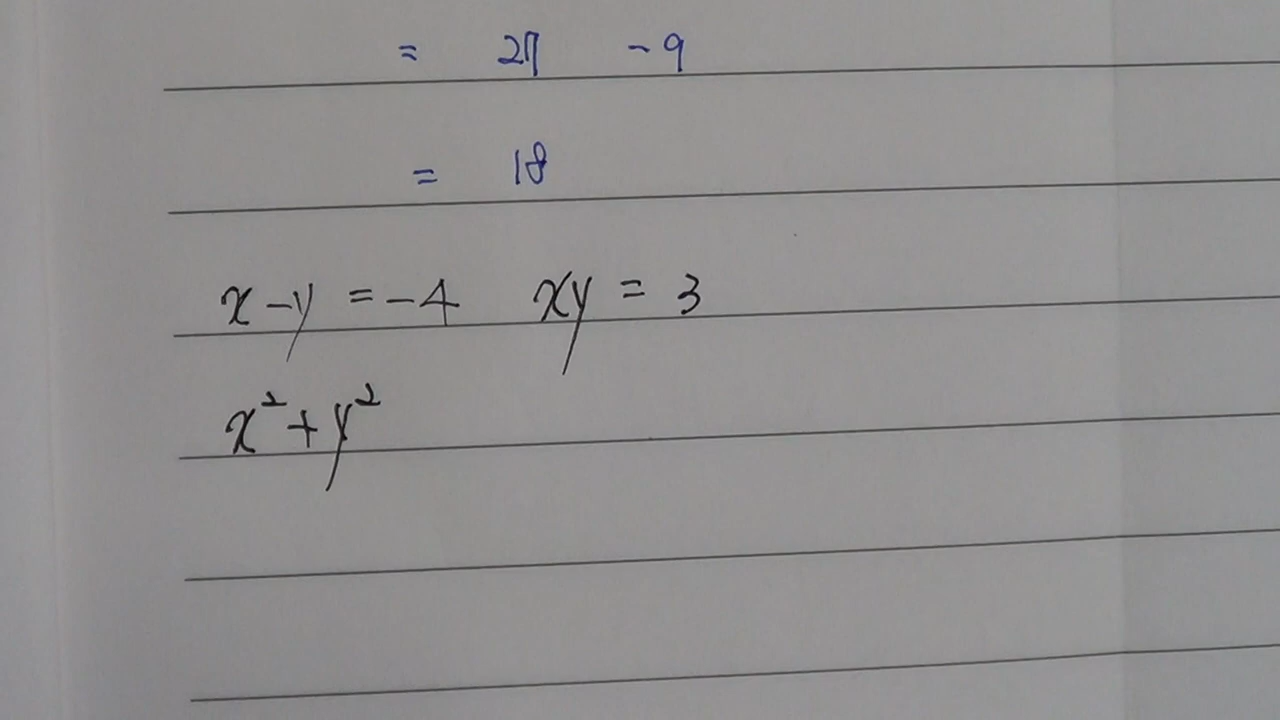 = 27 - 9
= 18
x - y = -4 xy = 3
x² + y²